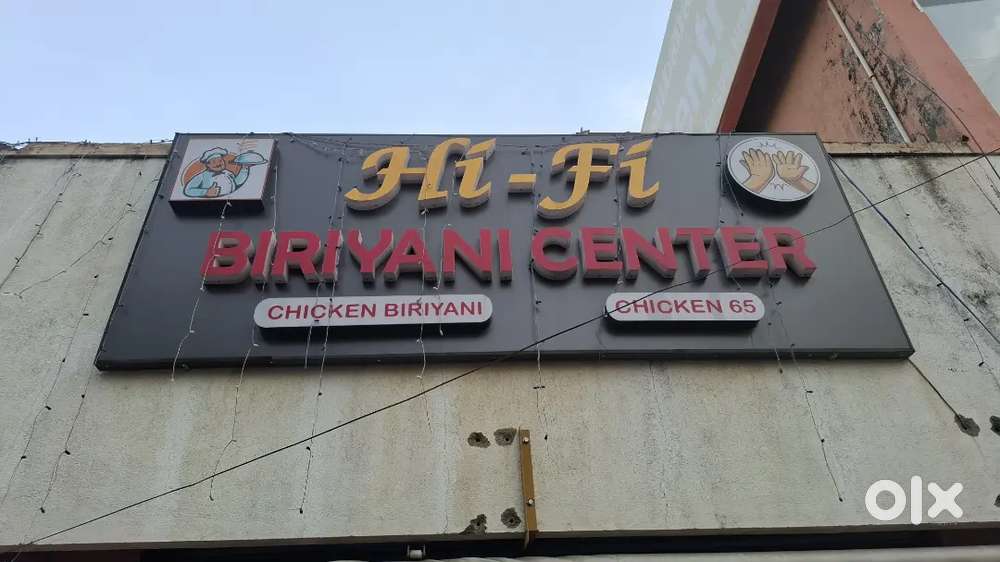 Hi-Fi
BIRIYANI CENTER
CHICKEN BIRIYANI
CHICKEN 65
olx